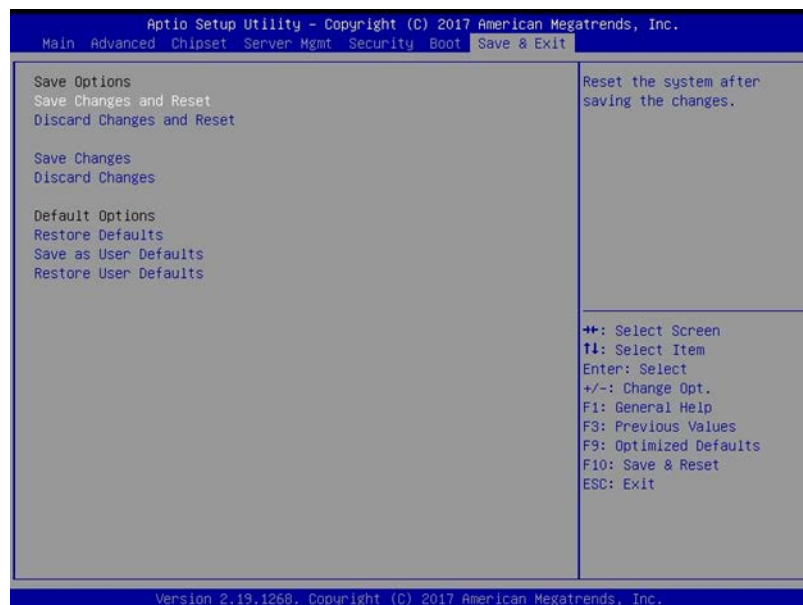 Aptio Setup Utility – Copyright (C) 2017 American Megatrends, Inc.
Main Advanced Chipset Server Mgmt Security Boot Save & Exit
Save Options
Save Changes and Reset
Discard Changes and Reset
Save Changes
Discard Changes
Default Options
Restore Defaults
Save as User Defaults
Restore User Defaults
Reset the system after
saving the changes.
→←: Select Screen
↑↓: Select Item
Enter: Select
+/-: Change Opt.
F1: General Help
F3: Previous Values
F9: Optimized Defaults
F10: Save & Reset
ESC: Exit
Version 2.19.1268. Copyright (C) 2017 American Megatrends, Inc.